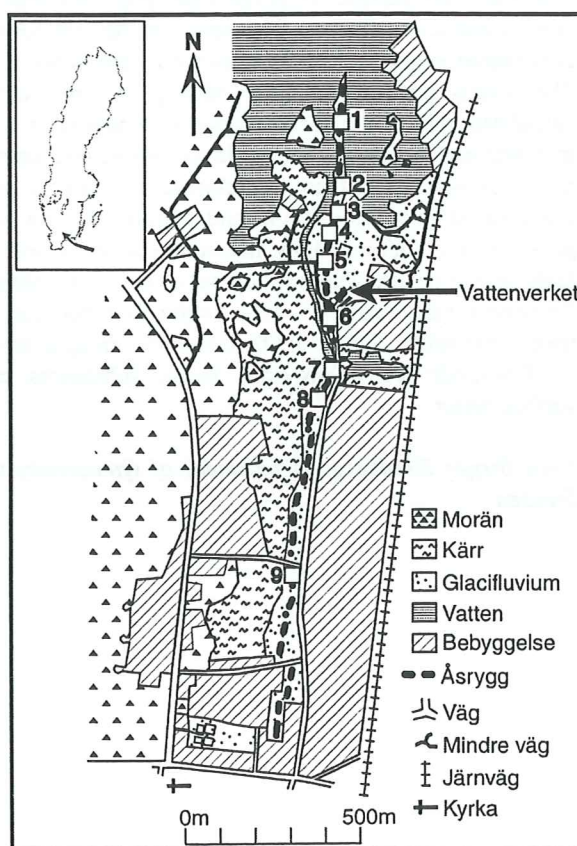 N
1
2
3
4
5
Vattenverket
6
7
8
Morän
Kärr
Glacifluvium
9
Vatten
Bebyggelse
Åsrygg
Väg
Mindre väg
Järnväg
Kyrka
0m 500m